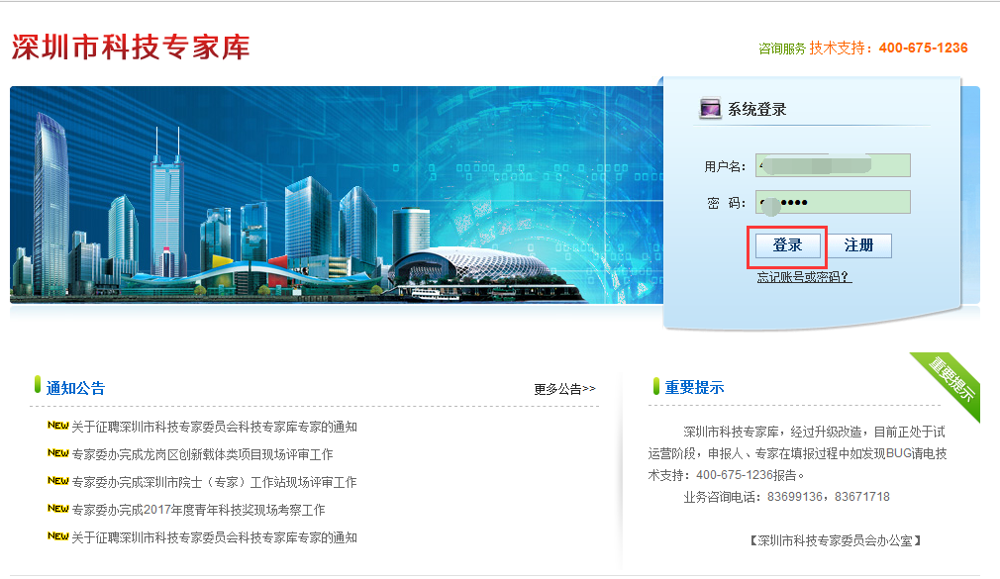 深圳市科技专家库
咨询服务 技术支持：400-675-1236
系统登录
用户名：
密 码：
登录 注册
忘记账号或密码？
通知公告
更多公告>>
NEW 关于征聘深圳市科技专家委员会科技专家库专家的通知
NEW 专家委办完成龙岗区创新载体类项目现场评审工作
NEW 专家委办完成深圳市院士（专家）工作站现场评审工作
NEW 专家委办完成2017年度青年科技奖现场考察工作
NEW 关于征聘深圳市科技专家委员会科技专家库专家的通知
重要提示
重要提示
深圳市科技专家库，经过升级改造，目前正处于试
运营阶段，申报人、专家在填报过程中如发现BUG请电技
术支持：400-675-1236报告。
业务咨询电话：83699136，83671718
【深圳市科技专家委员会办公室】